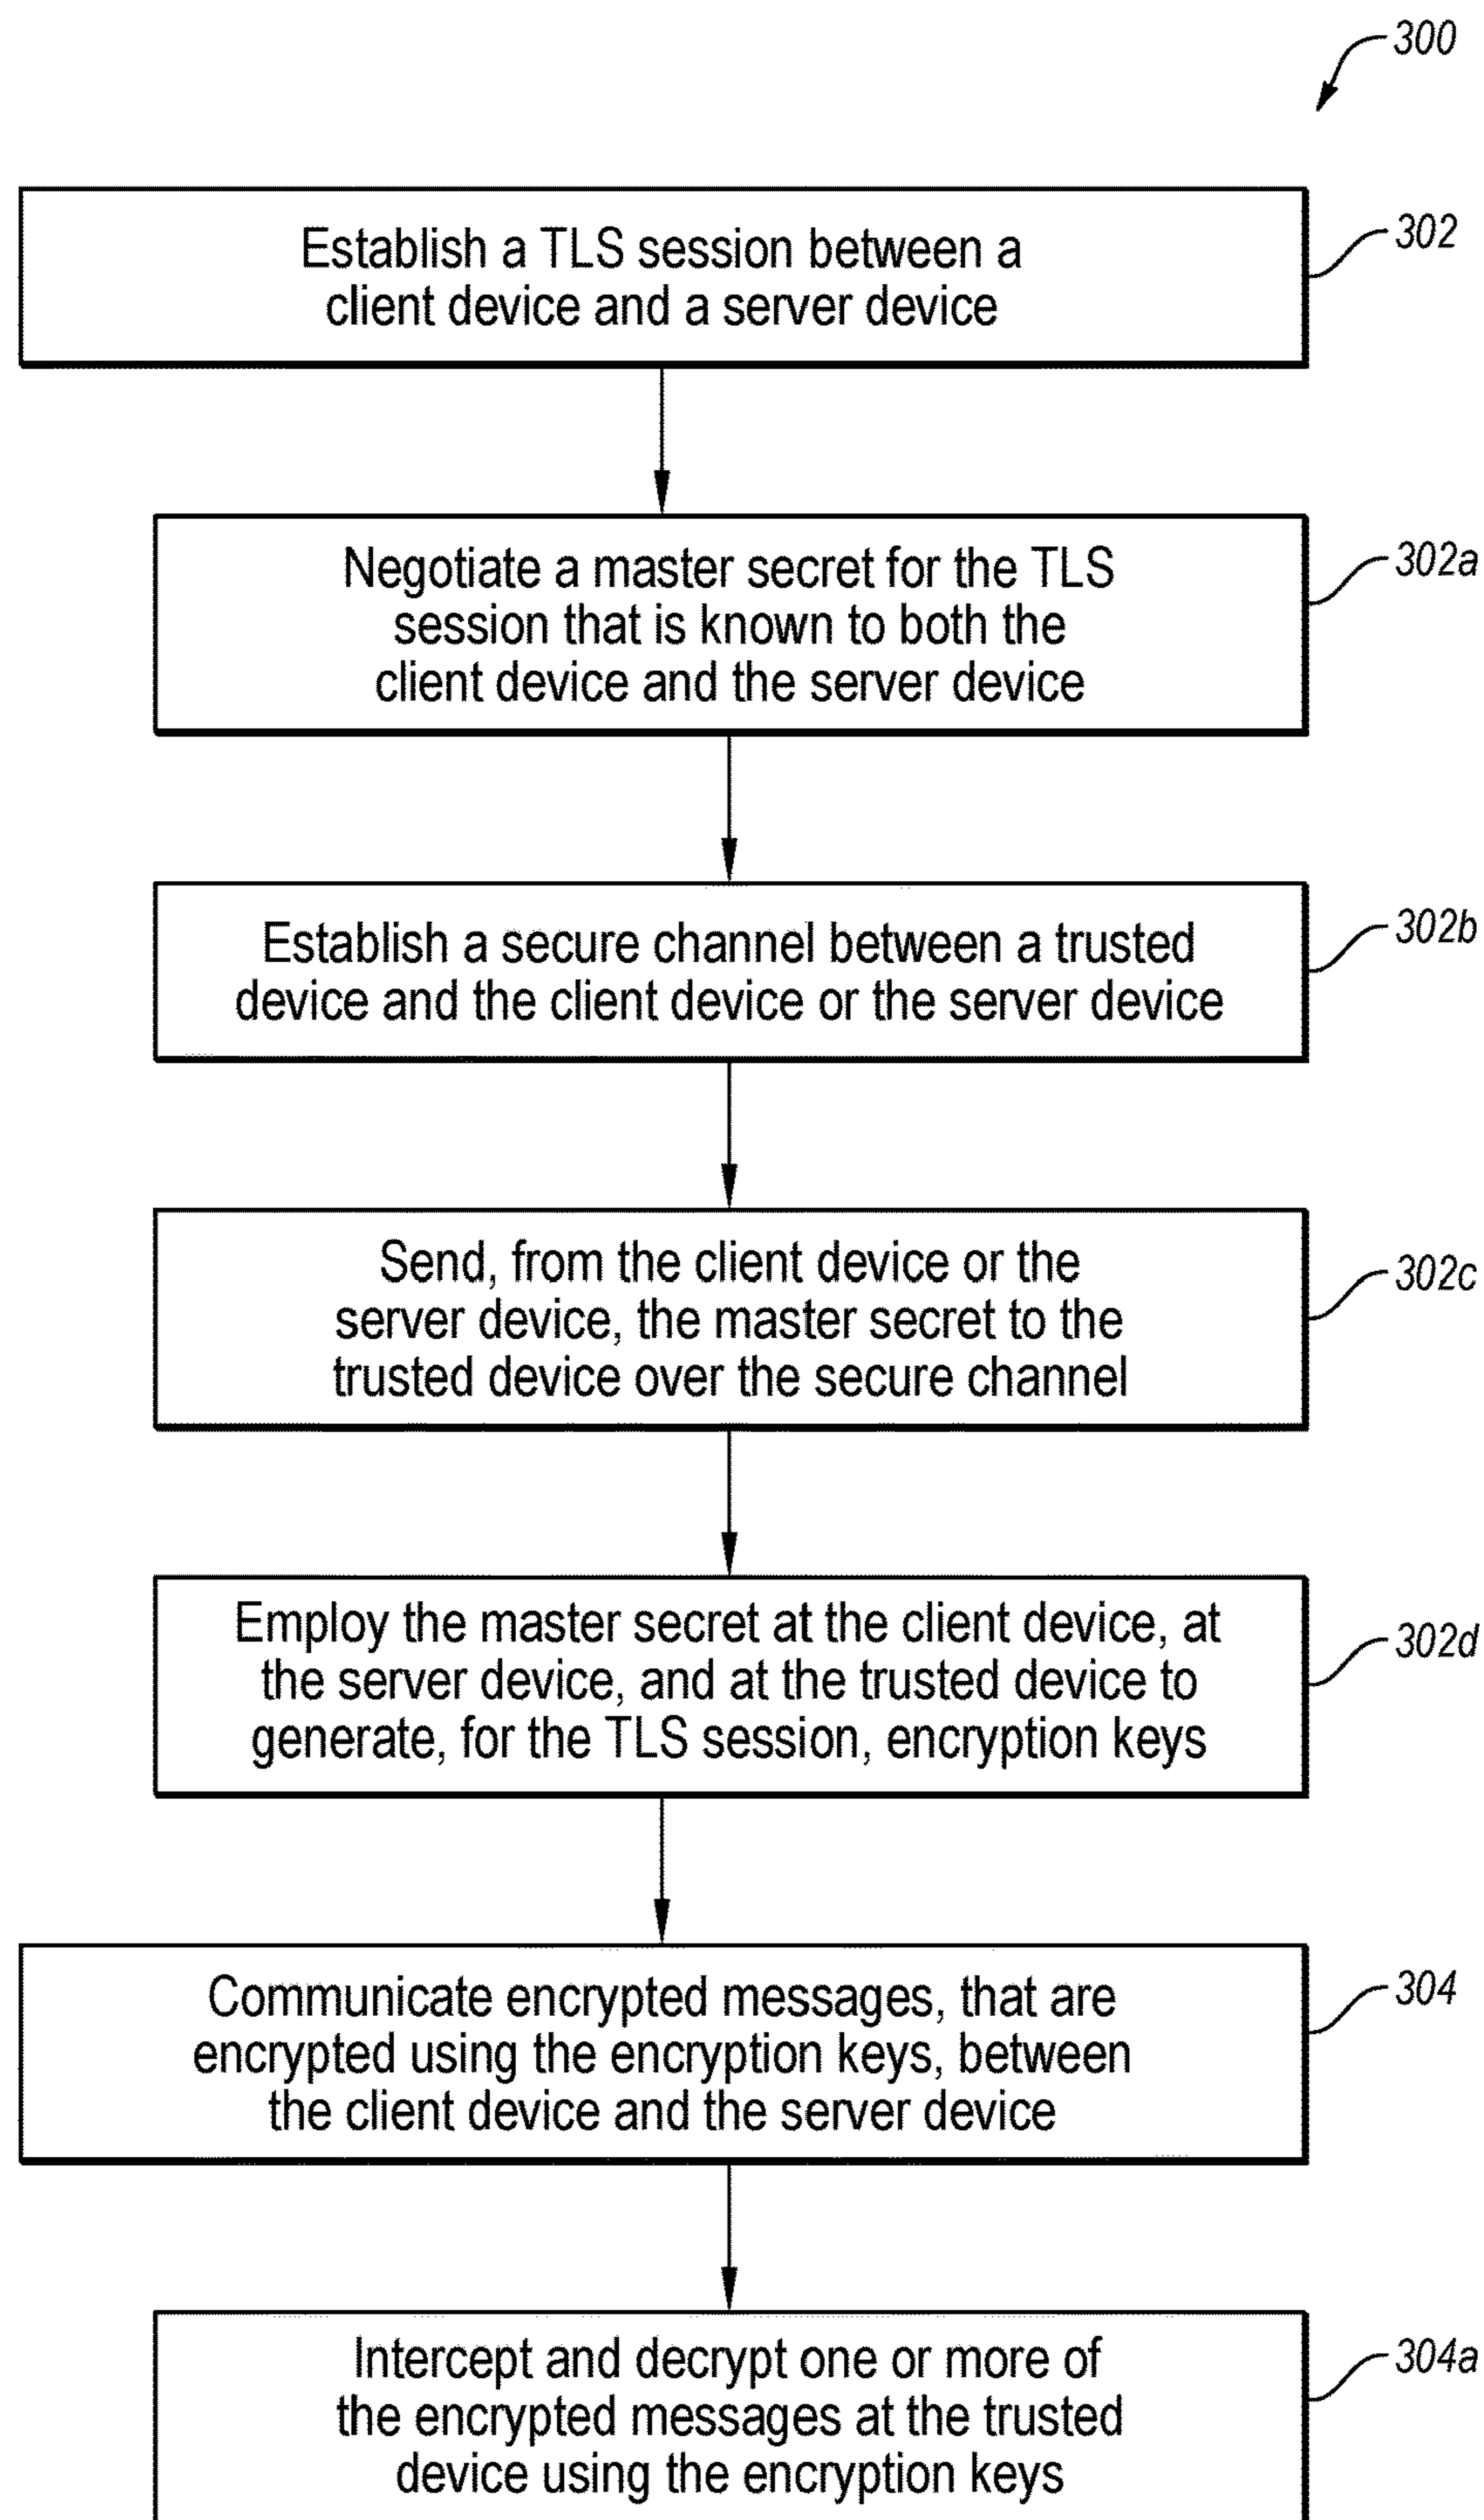 300
Establish a TLS session between a
client device and a server device
302
Negotiate a master secret for the TLS
session that is known to both the
client device and the server device
302a
Establish a secure channel between a trusted
device and the client device or the server device
302b
Send, from the client device or the
server device, the master secret to the
trusted device over the secure channel
302c
Employ the master secret at the client device, at
the server device, and at the trusted device to
generate, for the TLS session, encryption keys
302d
Communicate encrypted messages, that are
encrypted using the encryption keys, between
the client device and the server device
304
Intercept and decrypt one or more of
the encrypted messages at the trusted
device using the encryption keys
304a